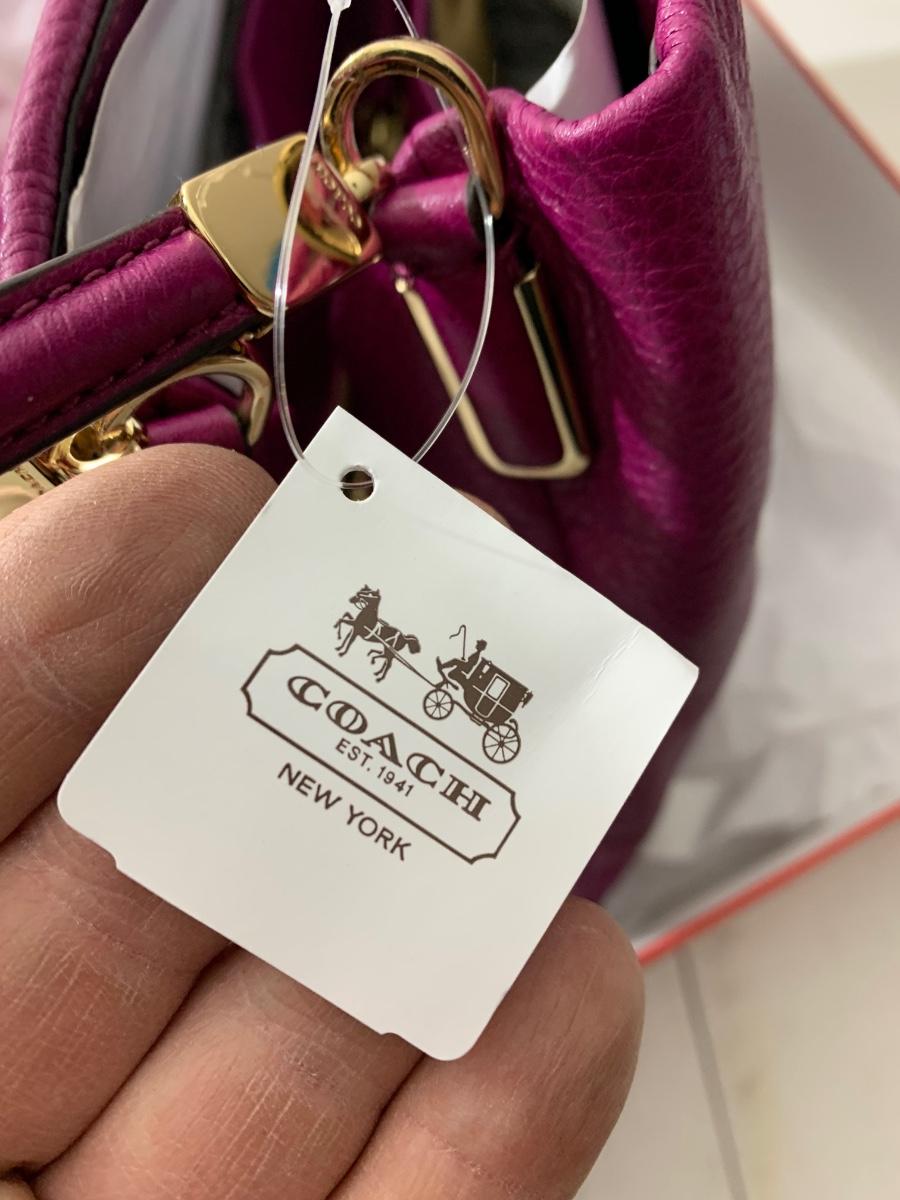 COACH
EST. 1941
NEW YORK